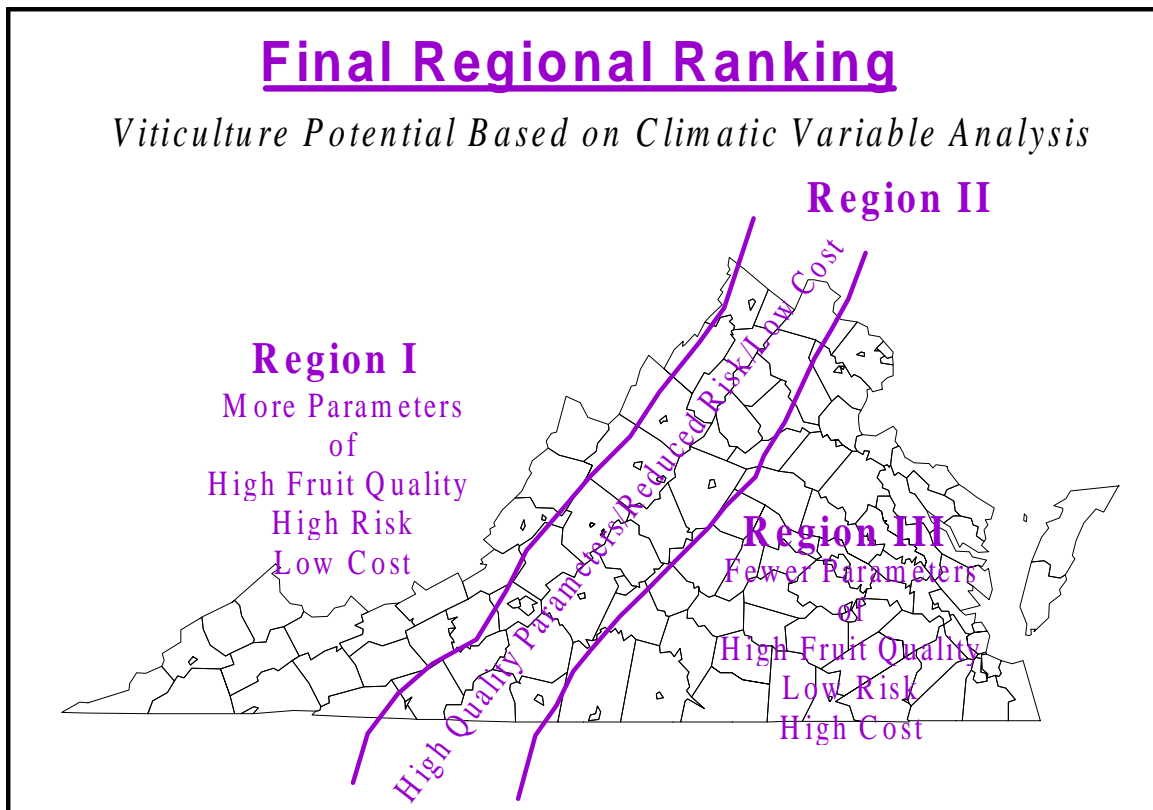 Final Regional Ranking
Viticulture Potential Based on Climatic Variable Analysis
Region II
High Quality Parameters/Reduced Risk/Low Cost
Region I
More Parameters
of
High Fruit Quality
High Risk
Low Cost
Region III
Fewer Parameters
of
High Fruit Quality
Low Risk
High Cost